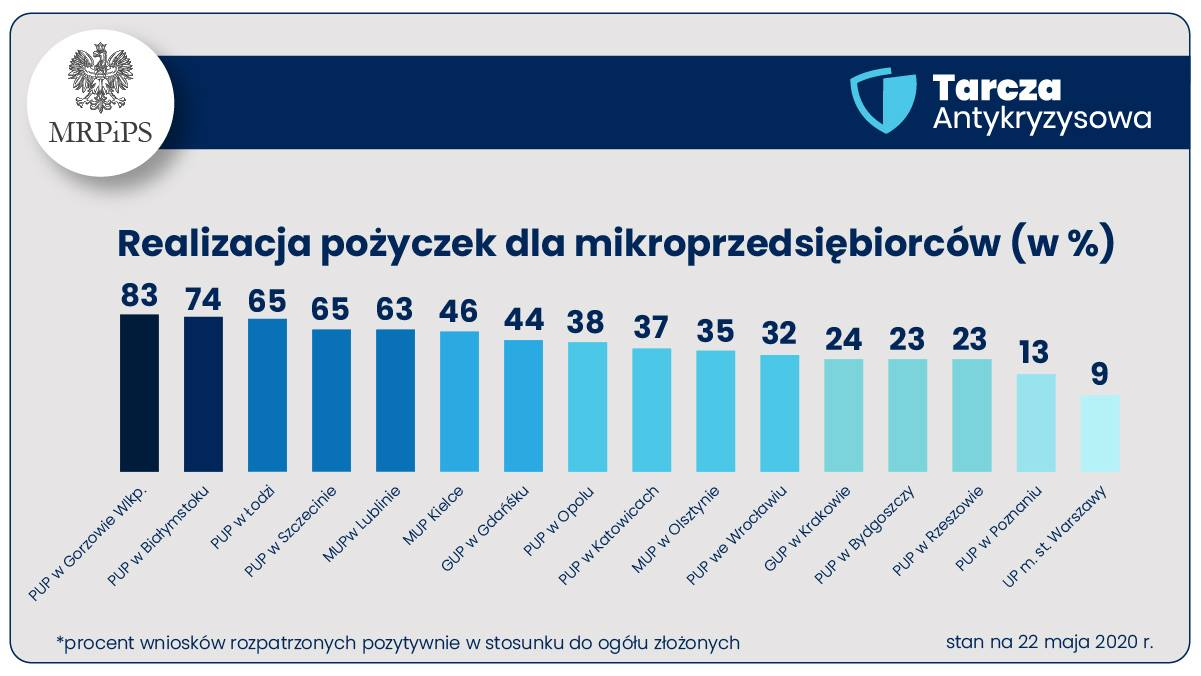 MRPiPS
Tarcza
Antykryzysowa
Realizacja pożyczek dla mikroprzedsiębiorców (w %)
83 74 65 65 63 46 44 38 37 35 32 24 23 23 13 9
PUP w Gorzowie Wlkp.
PUP w Białymstoku
PUP w Łodzi
PUP w Szczecinie
MUPw Lublinie
MUP Kielce
GUP w Gdańśku
PUP w Opolu
PUP w Katowicach
MUP w Olsztynie
PUP we Wrocławiu
GUP w Krakowie
PUP w Bydgoszczy
PUP w Rzeszowie
PUP w Poznaniu
UP m. st. Warszawy
*procent wniosków rozpatrzonych pozytywnie w stosunku do ogółu złożonych
stan na 22 maja 2020 r.